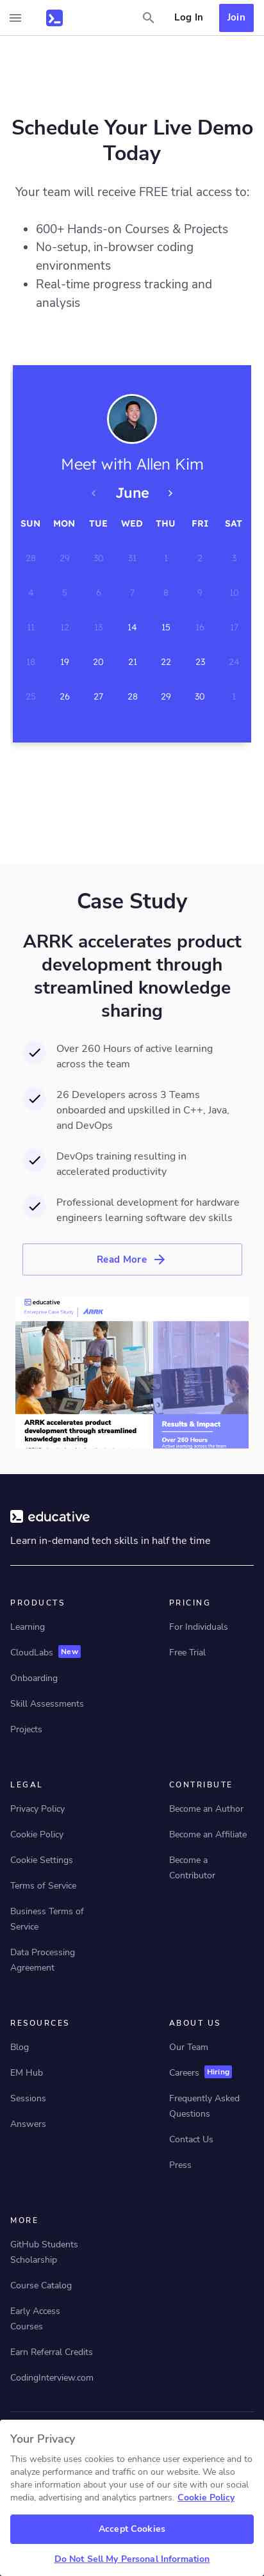 Log In
Join
Schedule Your Live Demo
Today
Your team will receive FREE trial access to:
600+ Hands-on Courses & Projects
No-setup, in-browser coding
environments
Real-time progress tracking and
analysis
Meet with Allen Kim
June
SUN MON TUE WED THU FRI SAT
28 29 30 31 1 2 3
4 5 6 7 8 9 10
11 12 13 14 15 16 17
18 19 20 21 22 23 24
25 26 27 28 29 30 1
Case Study
ARRK accelerates product
development through
streamlined knowledge
sharing
Over 260 Hours of active learning
across the team
26 Developers across 3 Teams
onboarded and upskilled in C++, Java,
and DevOps
DevOps training resulting in
accelerated productivity
Professional development for hardware
engineers learning software dev skills
Read More
educative
Enterprise Case Study | ARRK
ARRK accelerates product
development through streamlined
knowledge sharing
Results & Impact
Over 260 Hours
educative
Learn in-demand tech skills in half the time
PRODUCTS
Learning
CloudLabs New
Onboarding
Skill Assessments
Projects
PRICING
For Individuals
Free Trial
LEGAL
Privacy Policy
Cookie Policy
Cookie Settings
Terms of Service
Business Terms of
Service
Data Processing
Agreement
CONTRIBUTE
Become an Author
Become an Affiliate
Become a
Contributor
RESOURCES
Blog
EM Hub
Sessions
Answers
ABOUT US
Our Team
Careers Hiring
Frequently Asked
Questions
Contact Us
Press
MORE
GitHub Students
Scholarship
Course Catalog
Early Access
Courses
Earn Referral Credits
CodingInterview.com
Your Privacy
This website uses cookies to enhance user experience and to
analyze performance and traffic on our website. We also
share information about your use of our site with our social
media, advertising and analytics partners. Cookie Policy
Accept Cookies
Do Not Sell My Personal Information